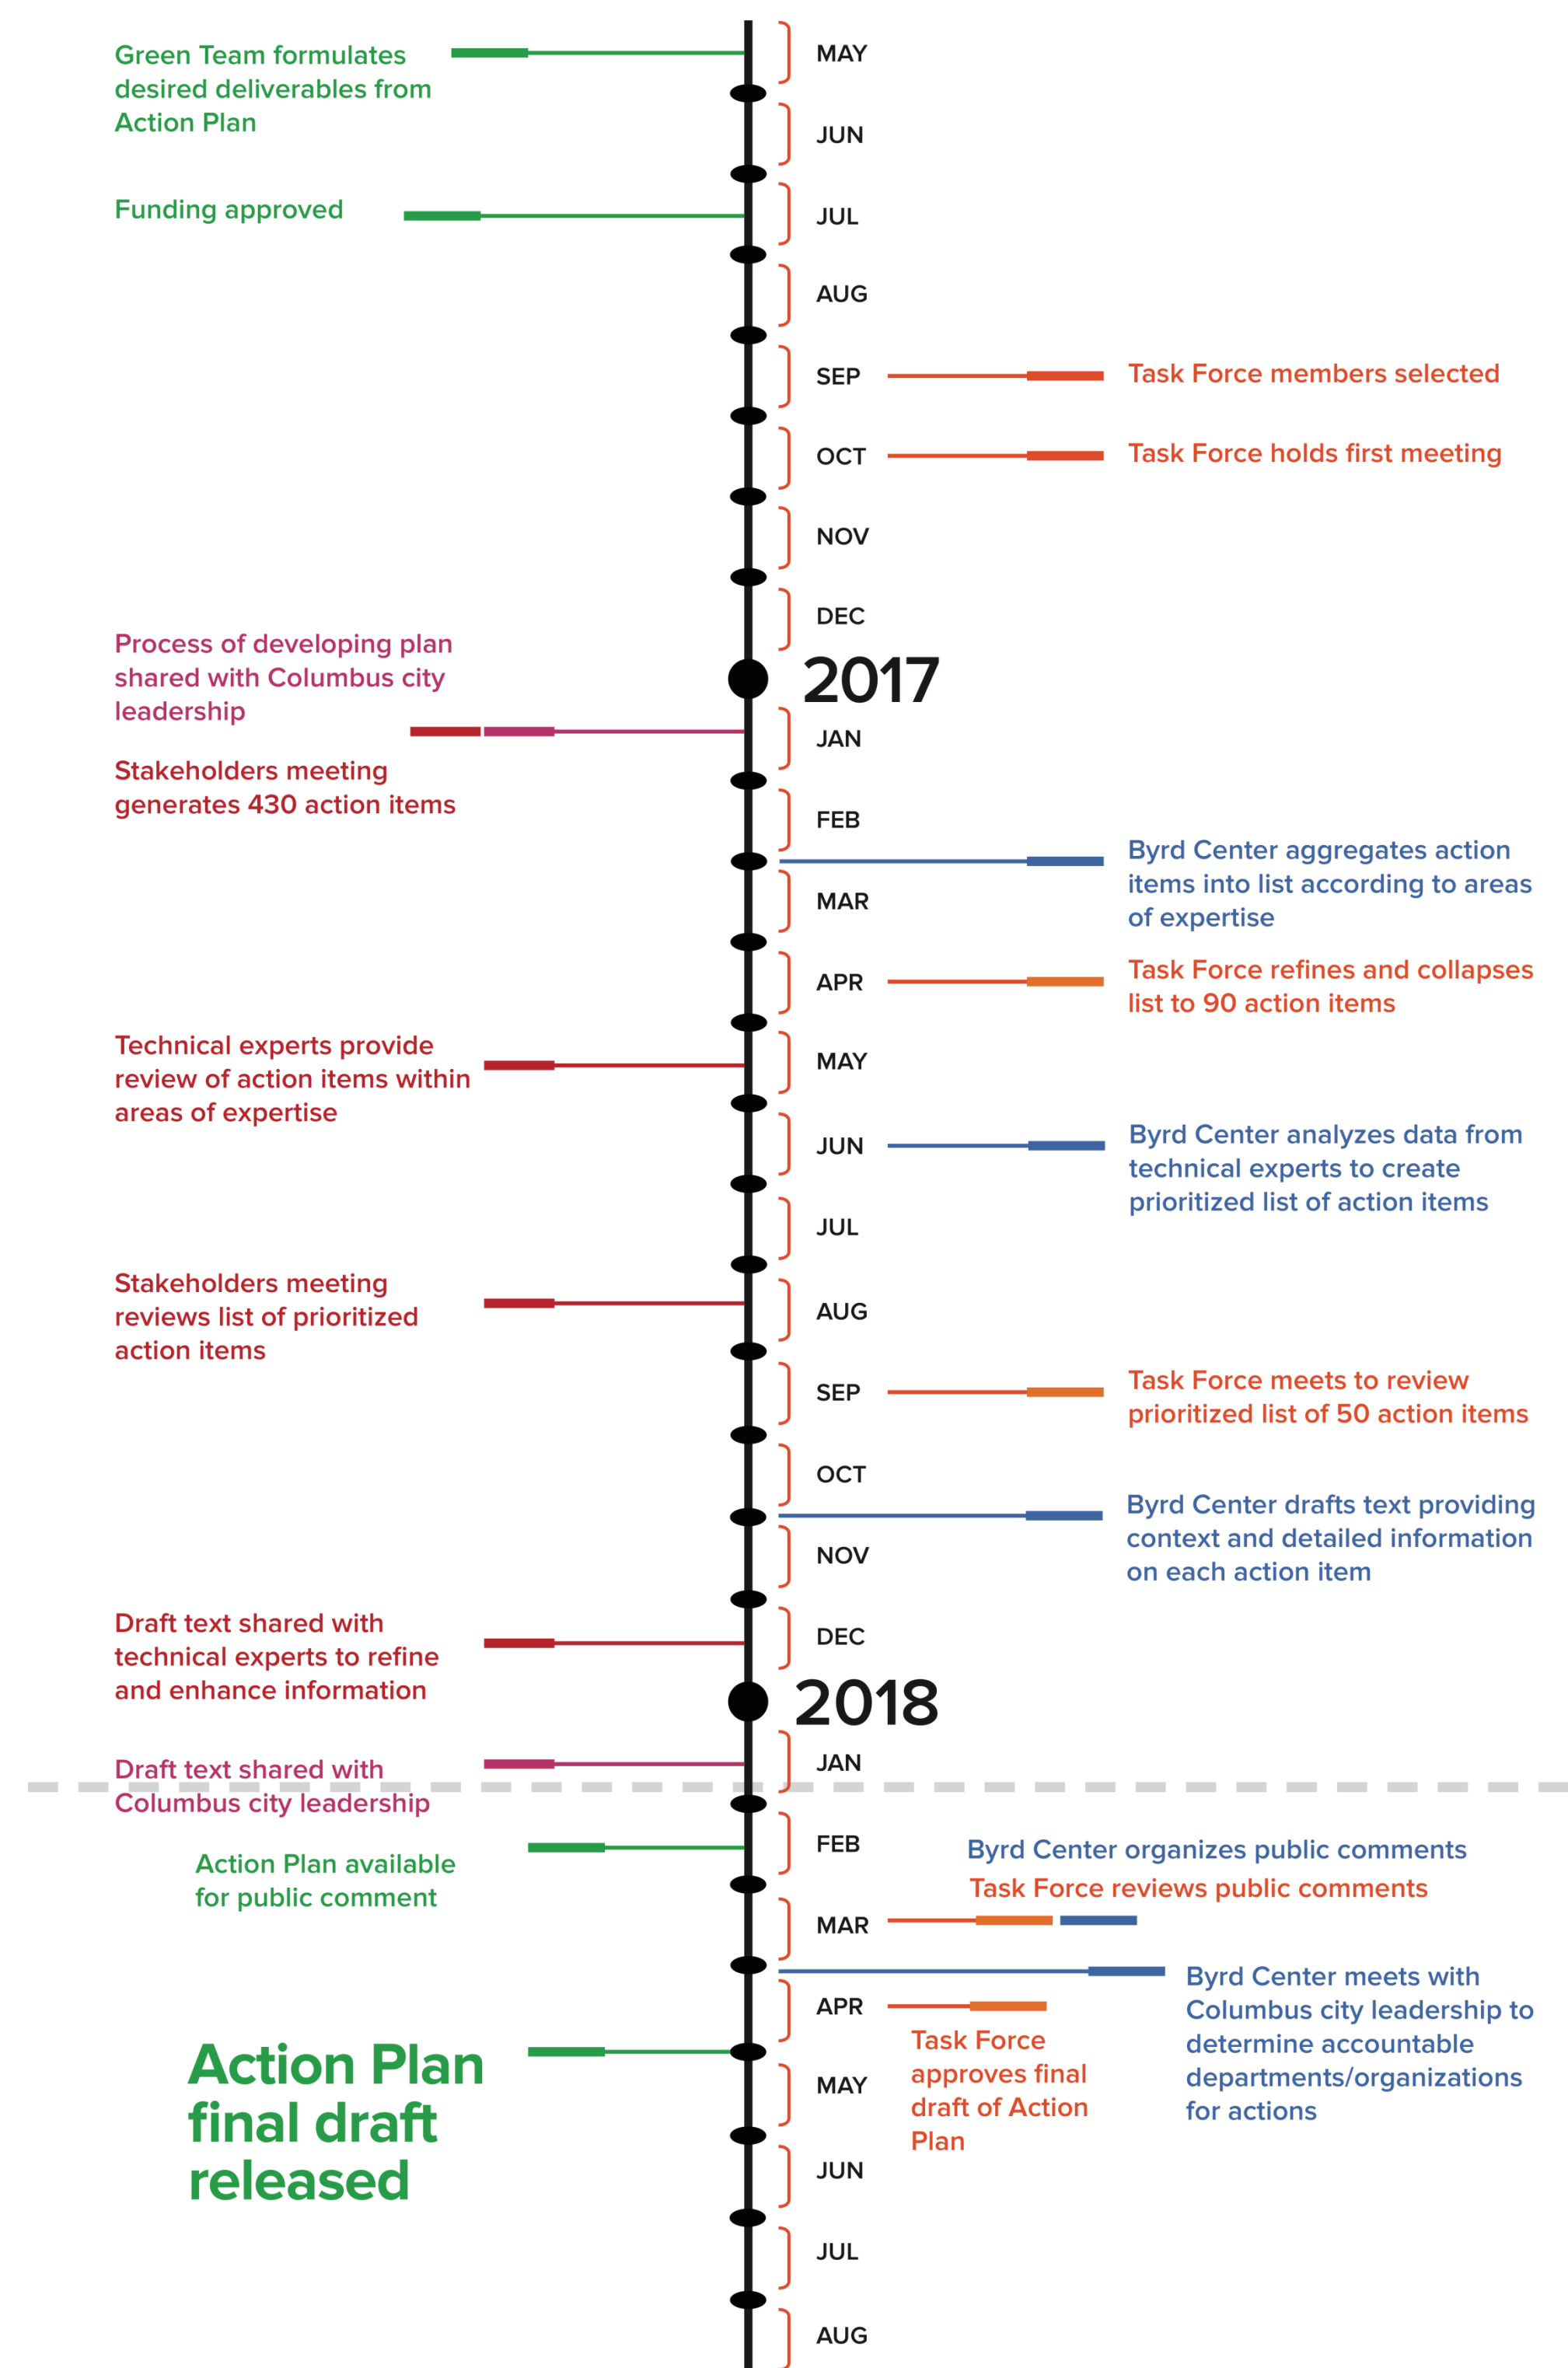 MAY
Green Team formulates
desired deliverables from
Action Plan
JUN
Funding approved
JUL
AUG
SEP
Task Force members selected
OCT
Task Force holds first meeting
NOV
DEC
Process of developing plan
shared with Columbus city
leadership
2017
JAN
Stakeholders meeting
generates 430 action items
FEB
Byrd Center aggregates action
items into list according to areas
of expertise
MAR
APR
Task Force refines and collapses
list to 90 action items
Technical experts provide
review of action items within
areas of expertise
MAY
JUN
Byrd Center analyzes data from
technical experts to create
prioritized list of action items
JUL
Stakeholders meeting
reviews list of prioritized
action items
AUG
SEP
Task Force meets to review
prioritized list of 50 action items
OCT
Byrd Center drafts text providing
context and detailed information
on each action item
NOV
Draft text shared with
technical experts to refine
and enhance information
DEC
2018
JAN
Draft text shared with
Columbus city leadership
FEB
Action Plan available
for public comment
Byrd Center organizes public comments
Task Force reviews public comments
MAR
Byrd Center meets with
Columbus city leadership to
determine accountable
departments/organizations
for actions
APR
Task Force
approves final
draft of Action
Plan
Action Plan
final draft
released
MAY
JUN
JUL
AUG